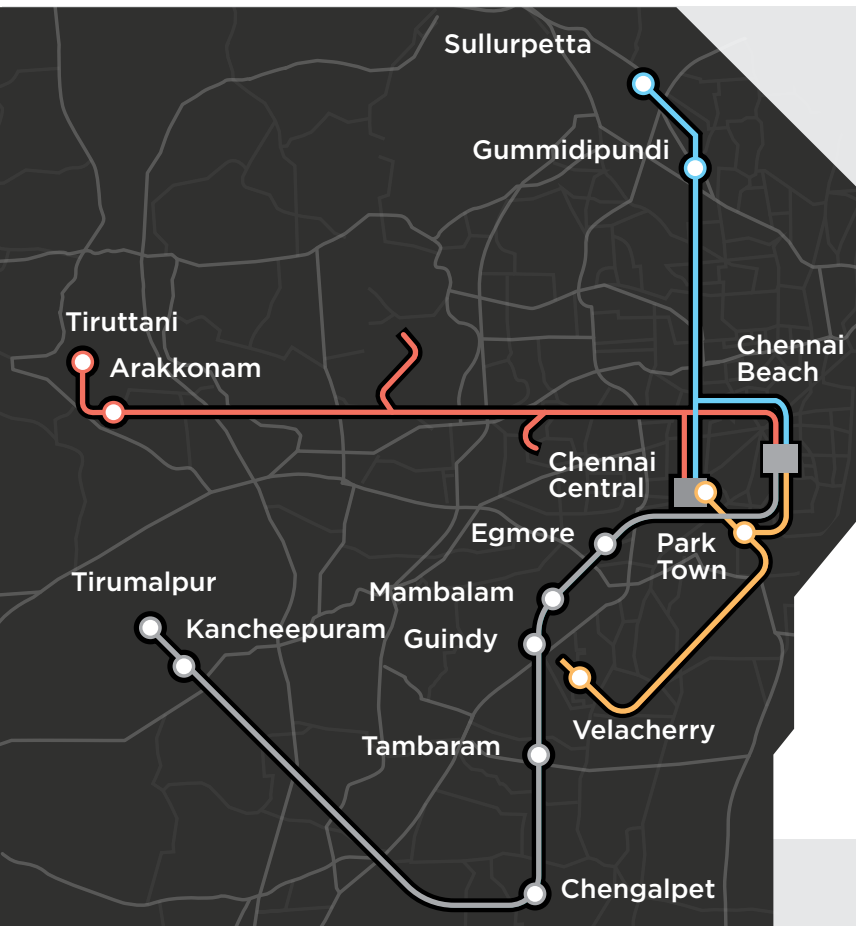 Sullurpetta
Gummidipundi
Tiruttani
Arakkonam
Chennai
Beach
Chennai
Central
Egmore
Park
Town
Tirumalpur
Mambalam
Kancheepuram
Guindy
Velacherry
Tambaram
Chengalpet